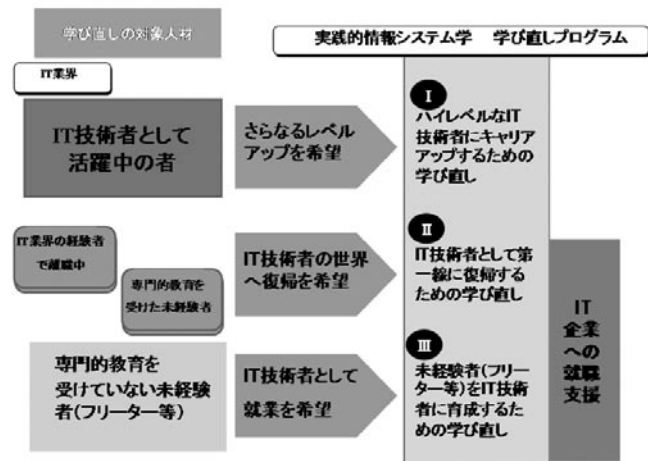 学び直しの対象人材
実践的情報システム学　学び直しプログラム
IT業界
IT技術者として
活躍中の者
さらなるレベル
アップを希望
I
ハイレベルなIT
技術者にキャリア
アップするための
学び直し
IT業界の経験者
で離職中
専門的教育を
受けた未経験者
IT技術者の世界
へ復帰を希望
II
IT技術者として第
一線に復帰する
ための学び直し
専門的教育を
受けていない未経験
者(フリーター等)
IT技術者として
就業を希望
III
未経験者(フリー
ター等)をIT技術
者に育成するた
めの学び直し
IT
企業
への
就職
支援